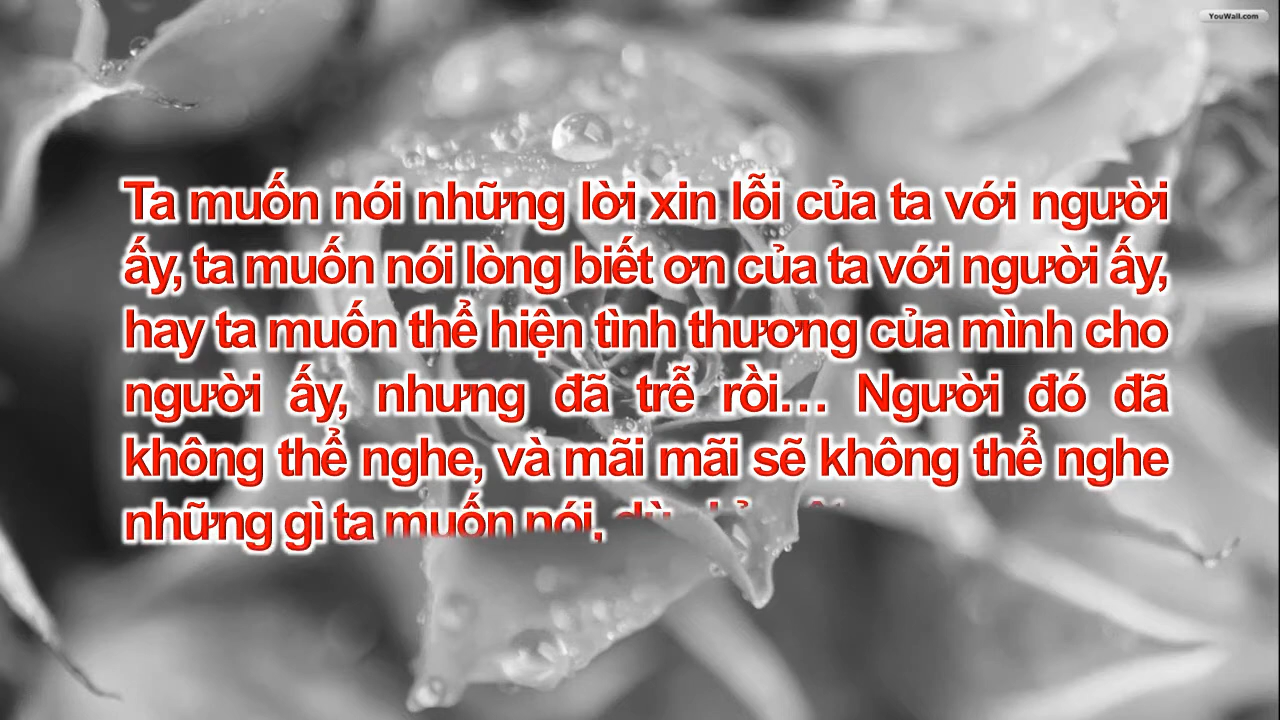 YouWall.com
Ta muốn nói những lời xin lỗi của ta với người
ấy, ta muốn nói lòng biết ơn của ta với người ấy,
hay ta muốn thể hiện tình thương của mình cho
người ấy, nhưng đã trễ rồi… Người đó đã
không thể nghe, và mãi mãi sẽ không thể nghe
những gì ta muốn nói,